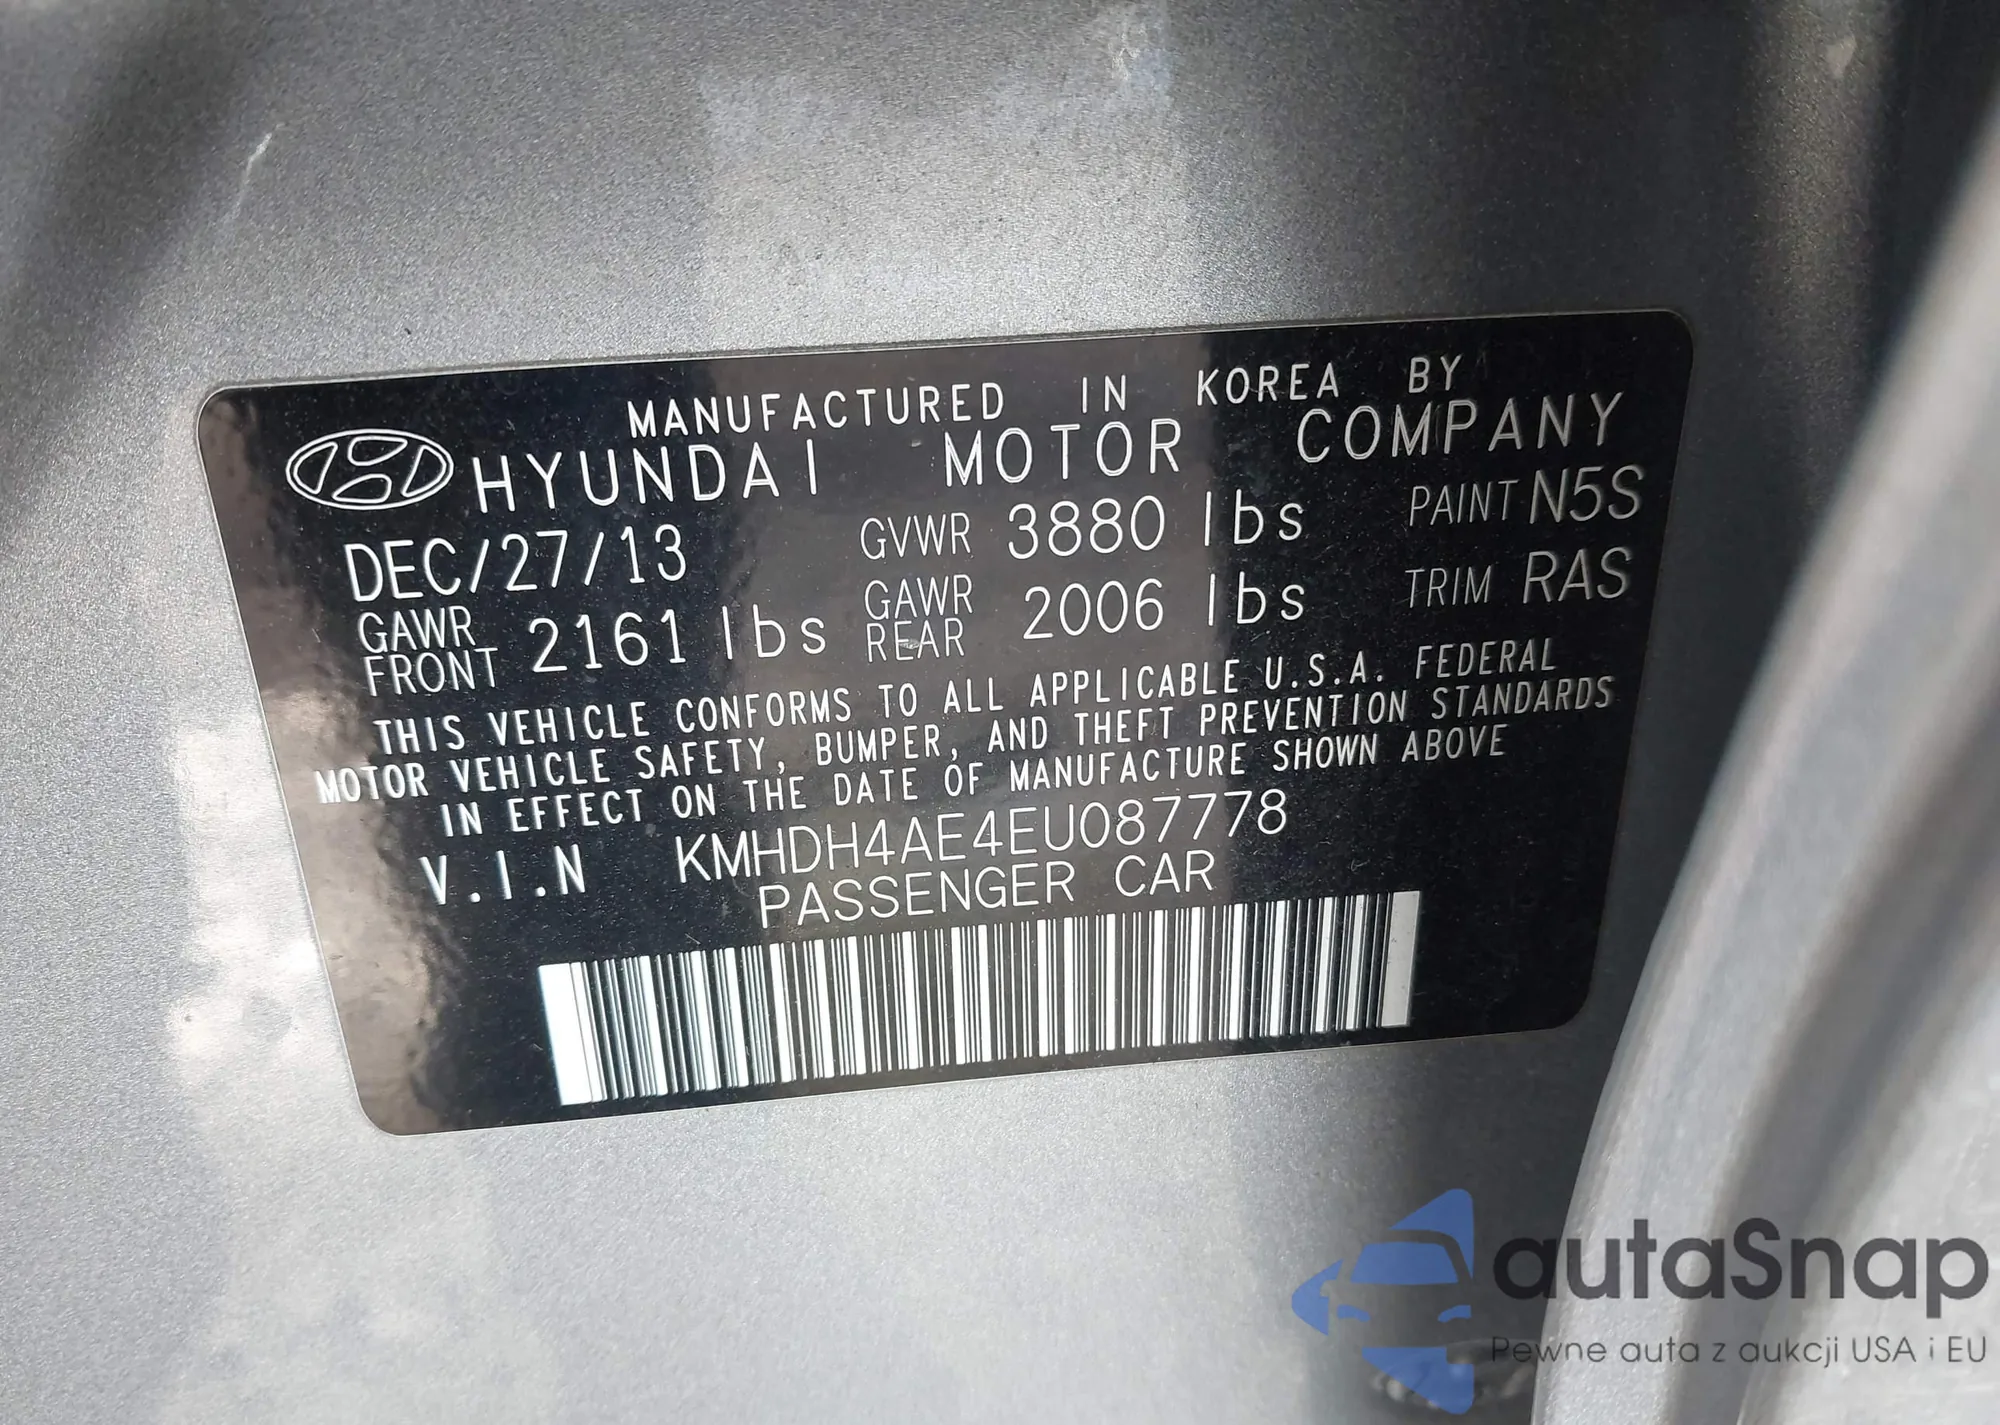 MANUFACTURED IN KOREA BY
HYUNDAI MOTOR COMPANY
DEC/27/13 GVWR 3880 lbs PAINT N5S
GAWR FRONT 2161 lbs GAWR REAR 2006 lbs TRIM RAS
THIS VEHICLE CONFORMS TO ALL APPLICABLE U.S.A. FEDERAL
MOTOR VEHICLE SAFETY, BUMPER, AND THEFT PREVENTION STANDARDS
IN EFFECT ON THE DATE OF MANUFACTURE SHOWN ABOVE
V.I.N KMHDH4AE4EU087778
PASSENGER CAR
autaSnap
Pewne auta z aukcji USA i EU